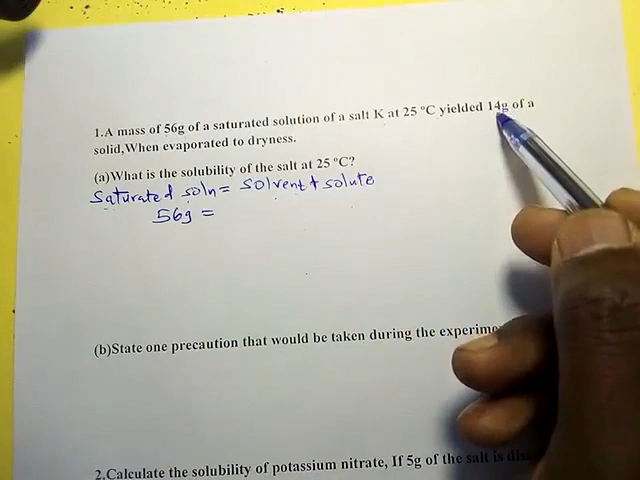 1.A mass of 56g of a saturated solution of a salt K at 25 ºC yielded 14g of a
solid,When evaporated to dryness.
(a)What is the solubility of the salt at 25 ºC?
Saturated soln = solvent + solute
56g =
(b)State one precaution that would be taken during the
2.Calculate the solubility of potassium nitrate, If 5g of the salt is